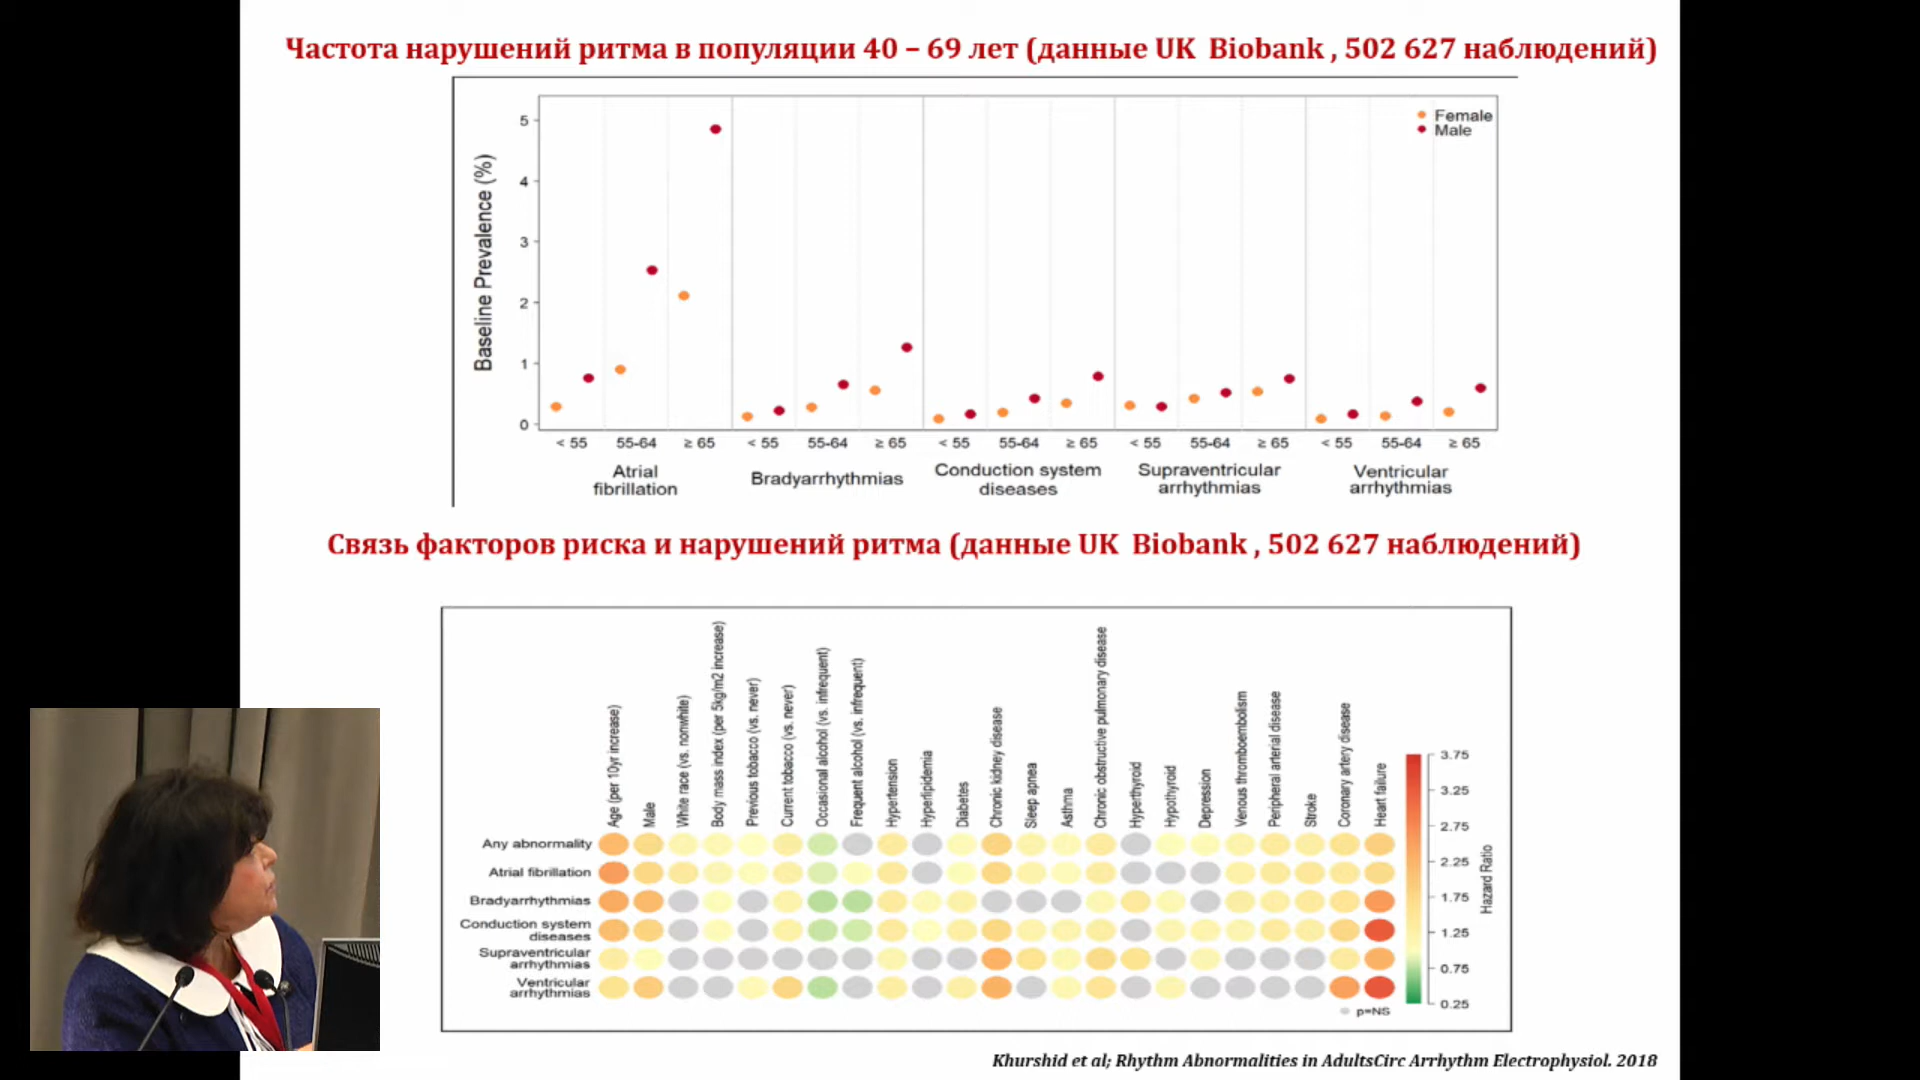 Частота нарушений ритма в популяции 40 – 69 лет (данные UK Biobank , 502 627 наблюдений)
Female
Male
Baseline Prevalence (%)
5
4
3
2
1
0
< 55 55-64 ≥ 65 < 55 55-64 ≥ 65 < 55 55-64 ≥ 65 < 55 55-64 ≥ 65 < 55 55-64 ≥ 65
Atrial
fibrillation
Bradyarrhythmias
Conduction system
diseases
Supraventricular
arrhythmias
Ventricular
arrhythmias
Связь факторов риска и нарушений ритма (данные UK Biobank , 502 627 наблюдений)
Age (per 10yr increase)
Male
White race (vs. nonwhite)
Body mass index (per 5kg/m2 increase)
Previous tobacco (vs. never)
Current tobacco (vs. never)
Occasional alcohol (vs. infrequent)
Frequent alcohol (vs. infrequent)
Hypertension
Hyperlipidemia
Diabetes
Chronic kidney disease
Sleep apnea
Asthma
Chronic obstructive pulmonary disease
Hyperthyroid
Hypothyroid
Depression
Venous thromboembolism
Peripheral arterial disease
Stroke
Coronary artery disease
Heart failure
Any abnormality
Atrial fibrillation
Bradyarrhythmias
Conduction system
diseases
Supraventricular
arrhythmias
Ventricular
arrhythmias
3.75
3.25
2.75
2.25
1.75
1.25
0.75
0.25
Hazard Ratio
p=NS
Khurshid et al; Rhythm Abnormalities in AdultsCirc Arrhythm Electrophysiol. 2018